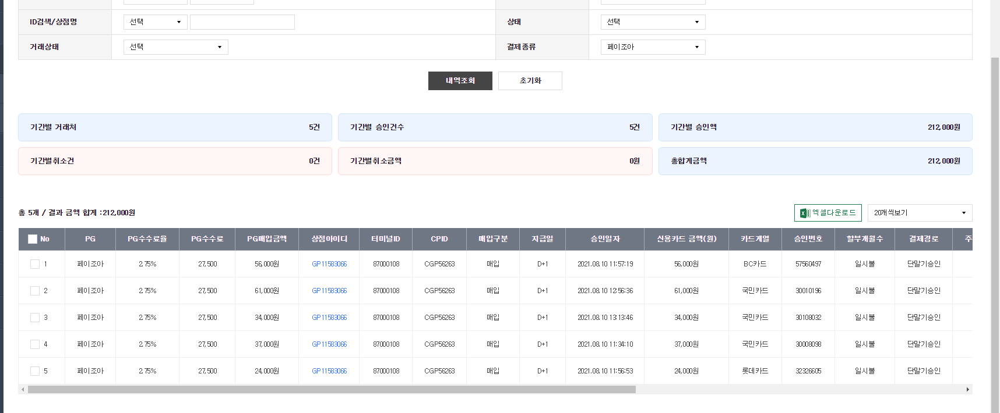 ID검색/상점명 선택 상태 선택
거래상태 선택 결제종류 페이조아
내역조회 초기화
기간별 거래처 5건 기간별 승인건수 5건 기간별 승인액 212,000원
기간별취소건 0건 기간별취소금액 0원 총합계금액 212,000원
총 5개 / 결과 금액 합계 :212,000원 엑셀다운로드 20개씩보기
No PG PG수수료율 PG수수료 PG매입금액 상점아이디 터미널ID CPID 매입구분 지급일 승인일자 신용카드 금액(원) 카드계열 승인번호 할부개월수 결제경로 주
1 페이조아 2.75% 27,500 56,000원 GP11583066 87000108 CGP56263 매입 D+1 2021.08.10 11:57:19 56,000원 BC카드 57560497 일시불 단말기승인
2 페이조아 2.75% 27,500 61,000원 GP11583066 87000108 CGP56263 매입 D+1 2021.08.10 12:56:36 61,000원 국민카드 30010196 일시불 단말기승인
3 페이조아 2.75% 27,500 34,000원 GP11583066 87000108 CGP56263 매입 D+1 2021.08.10 13:13:46 34,000원 국민카드 30108032 일시불 단말기승인
4 페이조아 2.75% 27,500 37,000원 GP11583066 87000108 CGP56263 매입 D+1 2021.08.10 11:34:10 37,000원 국민카드 30008098 일시불 단말기승인
5 페이조아 2.75% 27,500 24,000원 GP11583066 87000108 CGP56263 매입 D+1 2021.08.10 11:56:53 24,000원 롯데카드 32326605 일시불 단말기승인